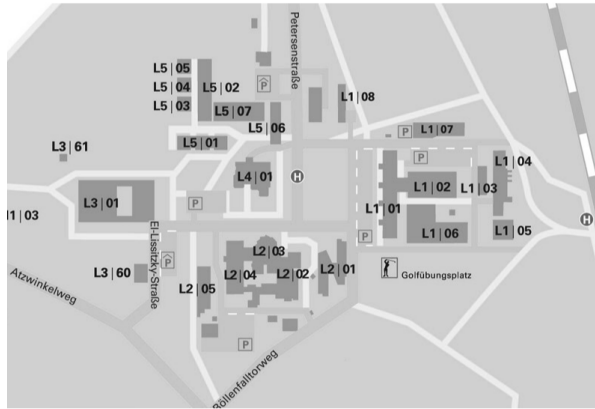 Petersenstraße
L5 | 05
L5 | 04
L5 | 03
L5 | 02
P
L5 | 07
L1 | 08
L5 | 06
L3 | 61
L5 | 01
P
L1 | 07
P
L1 | 04
L4 | 01
H
L1 | 02
L1 | 03
L3 | 01
P
L1 | 01
| 03
H
El-Lissitzky-Straße
P
L1 | 06
L1 | 05
L2 | 03
P
L3 | 60
L2 | 04
L2 | 02
L2 | 01
Golfübungsplatz
L2 | 05
Atzwinkelweg
P
Böllenfalltorweg